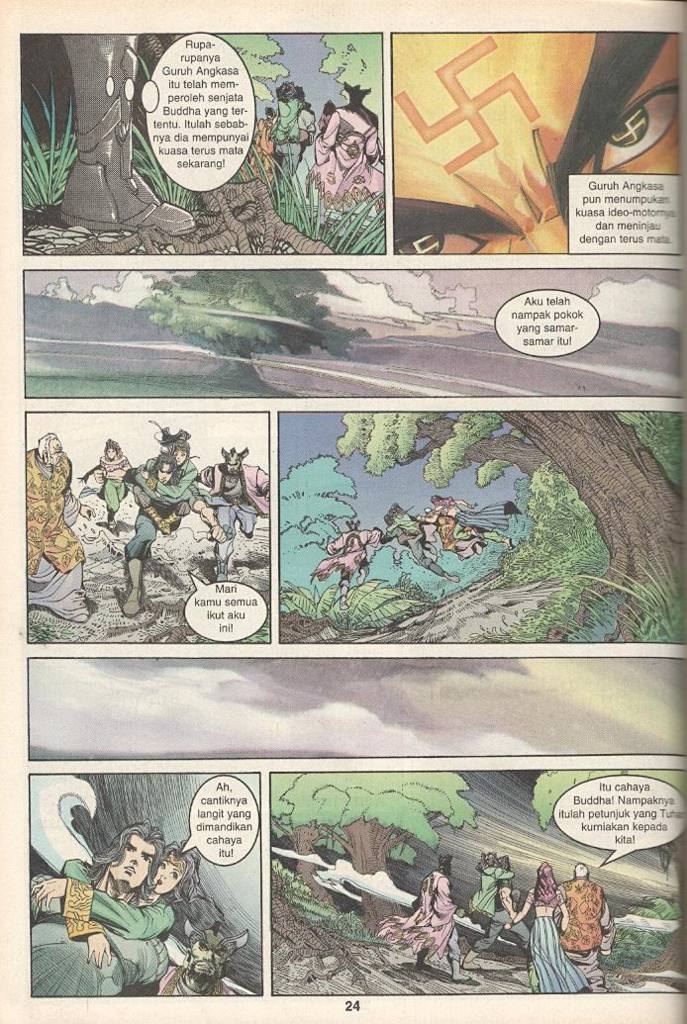 Rupa-
rupanya
Guruh Angkasa
itu telah mem-
peroleh senjata
Buddha yang ter-
tentu. Itulah sebab-
nya dia mempunyai
kuasa terus mata
sekarang!
Guruh Angkasa
pun menumpukan
kuasa ideo-motornya
dan meninjau
dengan terus mata.
Aku telah
nampak pokok
yang samar-
samar itu!
Mari
kamu semua
ikut aku
ini!
Ah,
cantiknya
langit yang
dimandikan
cahaya
itu!
Itu cahaya
Buddha! Nampaknya
itulah petunjuk yang Tuhan
kurniakan kepada
kita!
24